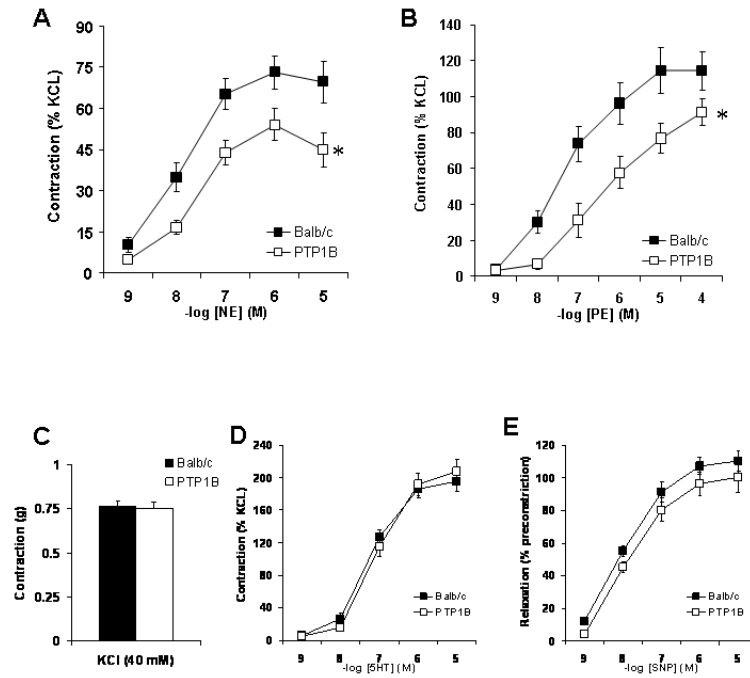 A
Contraction (% KCL)
90
75
60
45
30
15
0
*
Balb/c
PTP1B
9 8 7 6 5
-log [NE] (M)
B
Contraction (% KCL)
140
120
100
80
60
40
20
0
*
Balb/c
PTP1B
9 8 7 6 5 4
-log [PE] (M)
C
Contraction (g)
1
0.75
0.5
0.25
0
Balb/c
PTP1B
KCl (40 mM)
D
Contraction (% KCL)
240
200
160
120
80
40
0
Balb/c
PTP1B
9 8 7 6 5
-log [5HT] (M)
E
Relaxation (% preconstriction)
120
100
80
60
40
20
0
Balb/c
PTP1B
9 8 7 6 5
-log [SNP] (M)